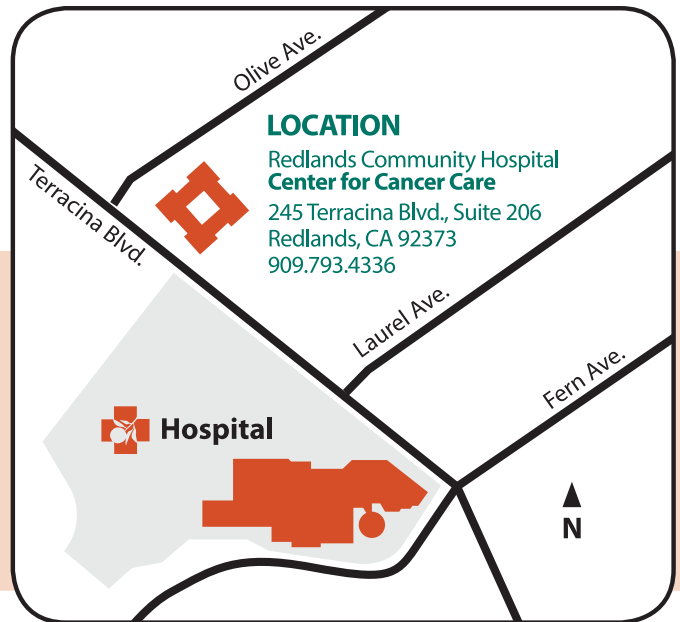 Olive Ave.
LOCATION
Redlands Community Hospital
Center for Cancer Care
245 Terracina Blvd., Suite 206
Redlands, CA 92373
909.793.4336
Terracina Blvd.
Laurel Ave.
Fern Ave.
Hospital
N